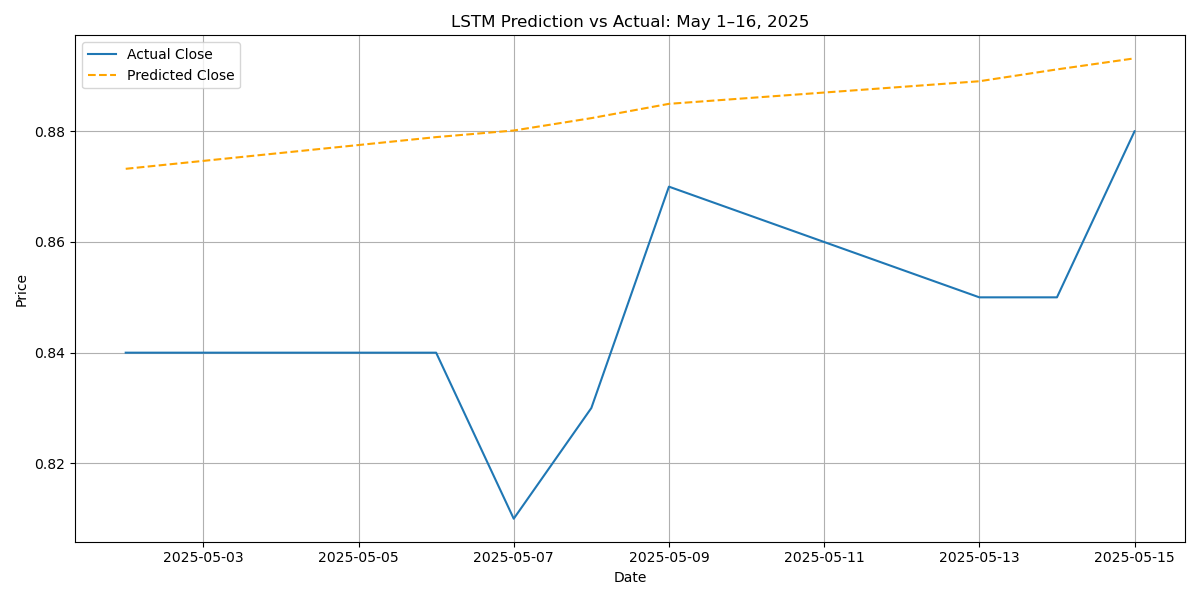 LSTM Prediction vs Actual: May 1–16, 2025
Actual Close
Predicted Close
Price
0.88
0.86
0.84
0.82
2025-05-03 2025-05-05 2025-05-07 2025-05-09 2025-05-11 2025-05-13 2025-05-15
Date